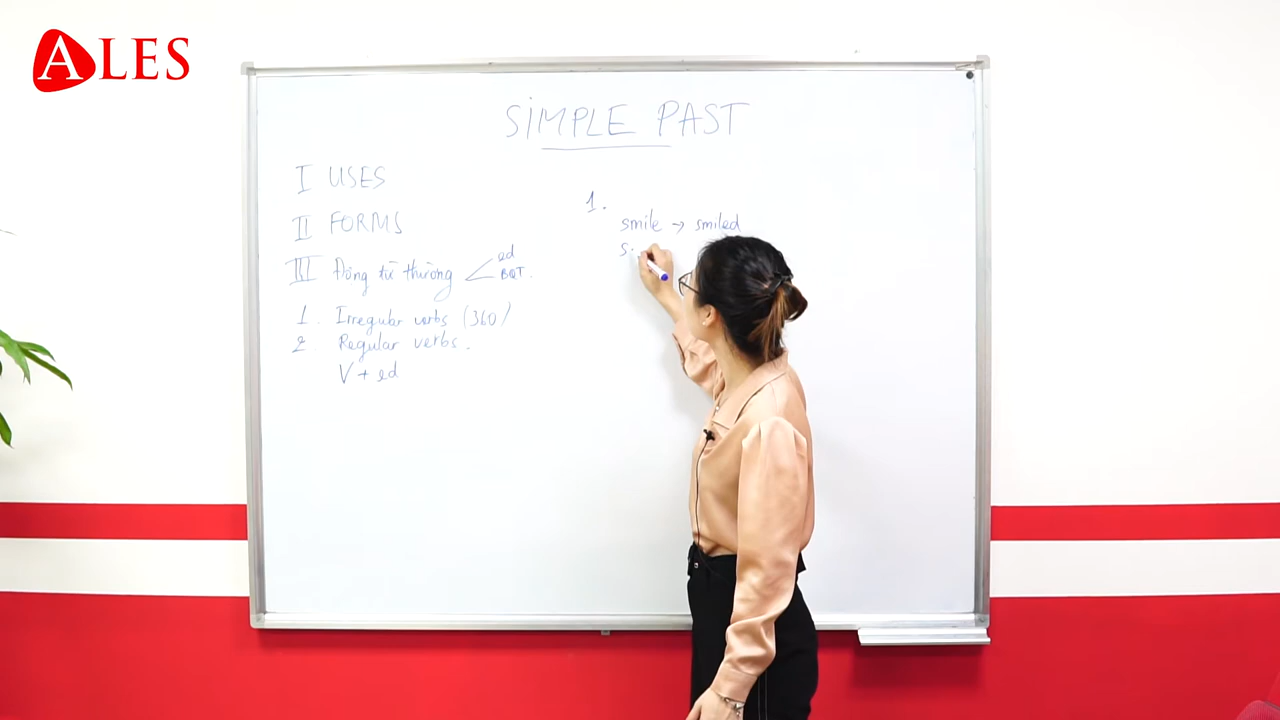 ALES
SIMPLE PAST
I USES
II FORMS
III Động từ thường < ed
BQT.
1. Irregular verbs (360)
2 Regular verbs.
V + ed
1.
smile → smiled
s